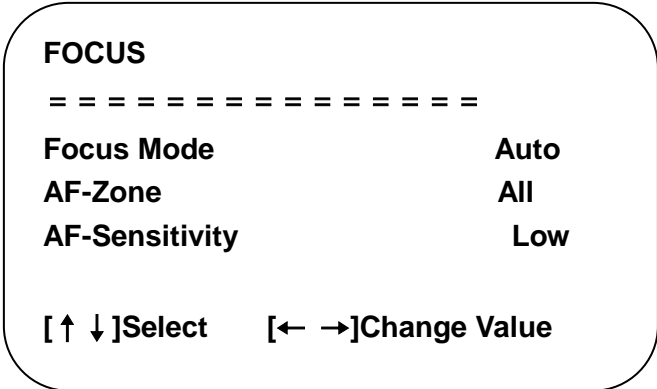 FOCUS
= = = = = = = = = = = = = = =
Focus Mode Auto
AF-Zone All
AF-Sensitivity Low
[↑ ↓]Select [← →]Change Value